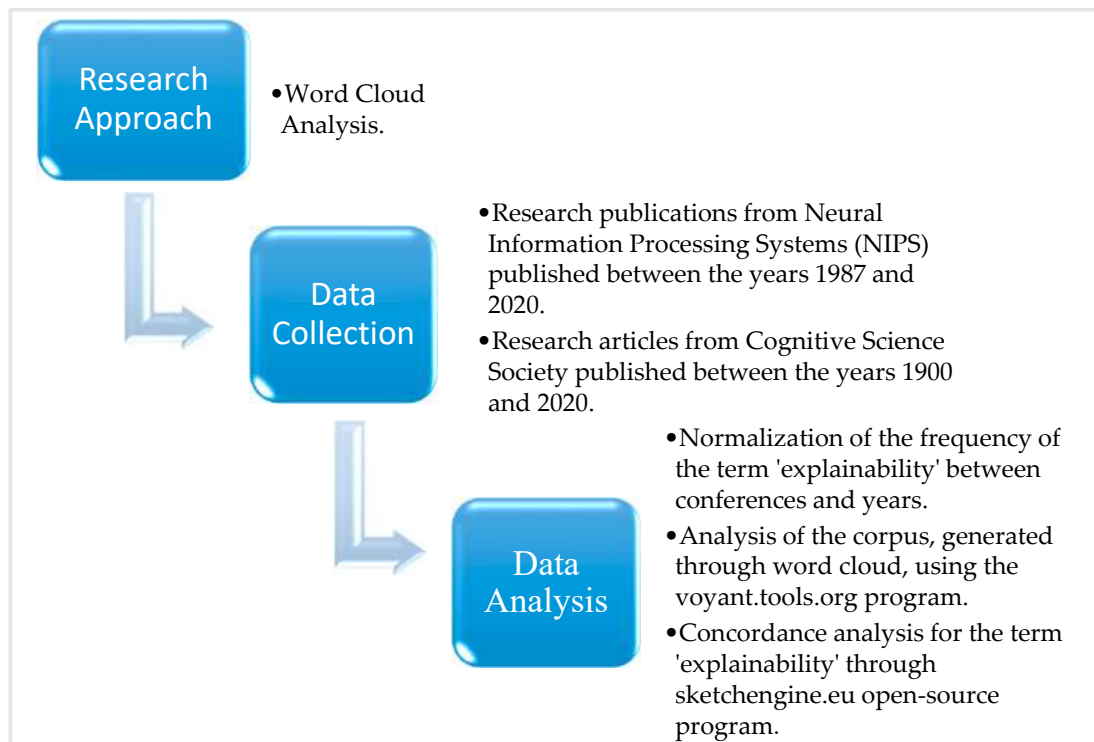 Research
Approach
•Word Cloud
Analysis.
Data
Collection
•Research publications from Neural
Information Processing Systems (NIPS)
published between the years 1987 and
2020.
•Research articles from Cognitive Science
Society published between the years 1900
and 2020.
Data
Analysis
•Normalization of the frequency of
the term 'explainability' between
conferences and years.
•Analysis of the corpus, generated
through word cloud, using the
voyant.tools.org program.
•Concordance analysis for the term
'explainability' through
sketchengine.eu open-source
program.